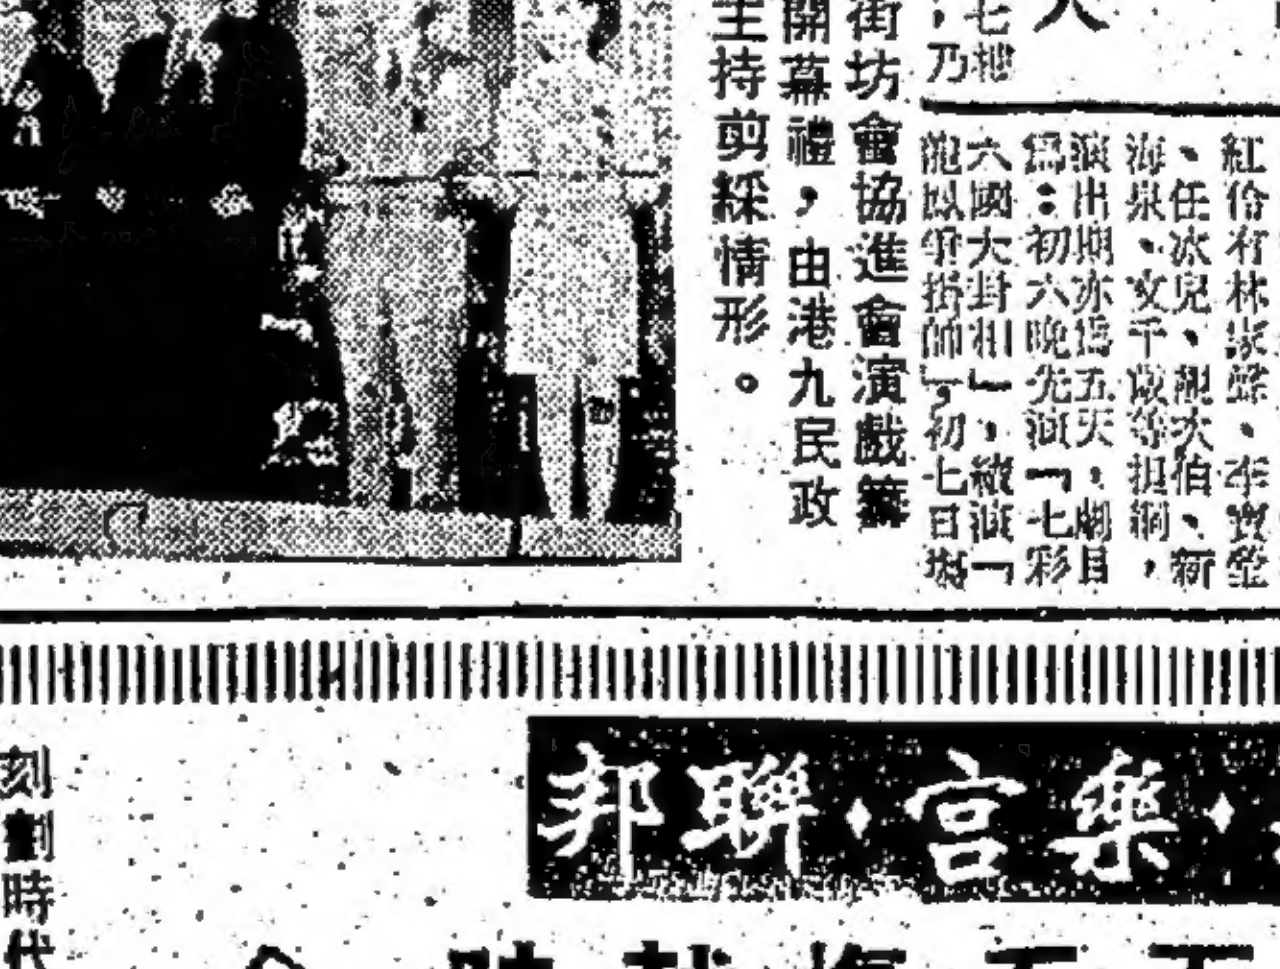 紅伶有林家聲、李寶瑩
、任冰兒、靚次伯、新
海泉、文千歲等担綱，
演出期亦為五天，劇目
為：初六晚先演「七彩
六國大封相」，繼演「
龍鳳爭掛帥」，初七日場
七
，乃
街坊會協進會演戲籌
開幕禮，由港九民政
主持剪綵情形。
樂宮·聯邦
刻劃時代